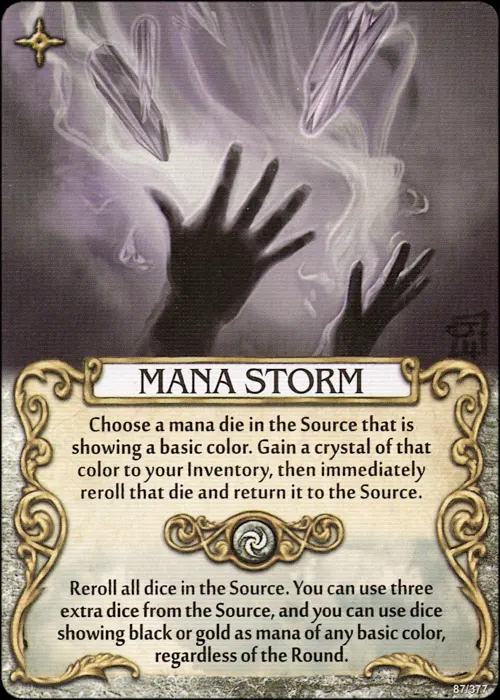 MANA STORM
Choose a mana die in the Source that is
showing a basic color. Gain a crystal of that
color to your Inventory, then immediately
reroll that die and return it to the Source.
Reroll all dice in the Source. You can use three
extra dice from the Source, and you can use dice
showing black or gold as mana of any basic color,
regardless of the Round.
87/377